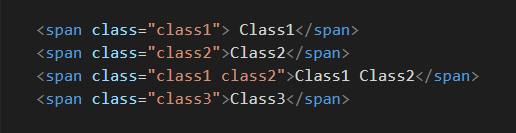 <span class="class1"> Class1</span>
<span class="class2">Class2</span>
<span class="class1 class2">Class1 Class2</span>
<span class="class3">Class3</span>